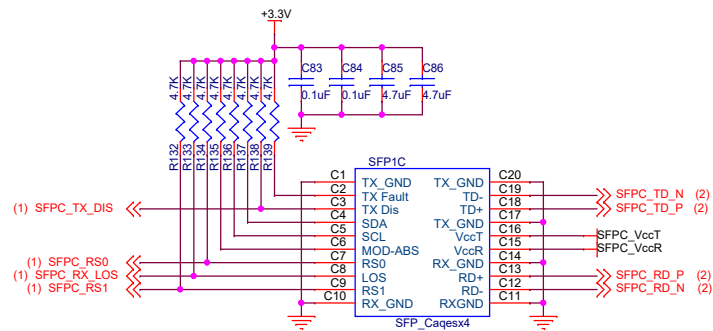 +3.3V
4.7K 4.7K 4.7K 4.7K 4.7K 4.7K 4.7K 4.7K
C83 C84 C85 C86
0.1uF 0.1uF 4.7uF 4.7uF
R132 R133 R134 R135 R136 R137 R138 R139
SFP1C
C1 TX_GND TX_GND C20
C2 TX Fault TD- C19 SFPC_TD_N (2)
(1) SFPC_TX_DIS C3 TX Dis TD+ C18 SFPC_TD_P (2)
C4 SDA TX_GND C17
C5 SCL VccT C16 SFPC_VccT
C6 MOD-ABS VccR C15 SFPC_VccR
(1) SFPC_RS0 C7 RS0 RX_GND C14
(1) SFPC_RX_LOS C8 LOS RD+ C13 SFPC_RD_P (2)
(1) SFPC_RS1 C9 RS1 RD- C12 SFPC_RD_N (2)
C10 RX_GND RXGND C11
SFP_Caqesx4